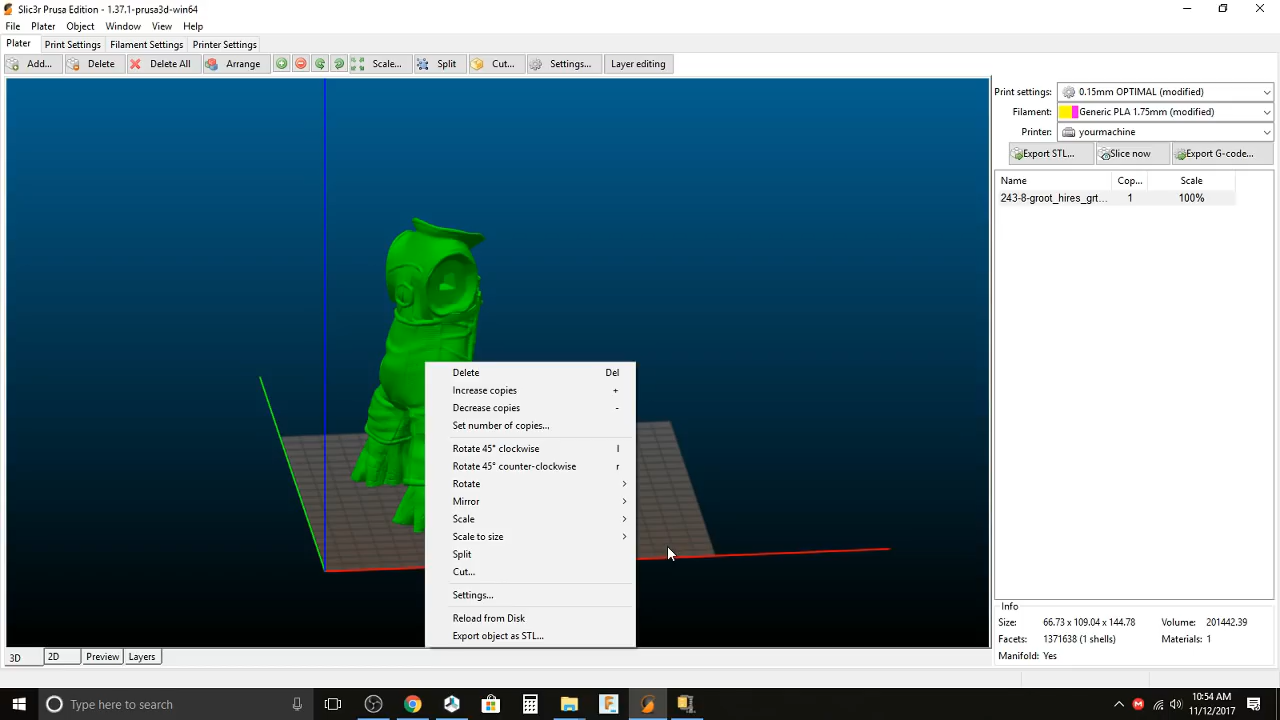 Slic3r Prusa Edition - 1.37.1-prusa3d-win64
File Plater Object Window View Help
Plater Print Settings Filament Settings Printer Settings
Add... Delete Delete All Arrange Scale... Split Cut... Settings... Layer editing
Print settings: 0.15mm OPTIMAL (modified)
Filament: Generic PLA 1.75mm (modified)
Printer: yourmachine
Export STL... Slice now Export G-code...
Name Cop... Scale
243-8-groot_hires_grt... 1 100%
Delete Del
Increase copies +
Decrease copies -
Set number of copies...
Rotate 45° clockwise l
Rotate 45° counter-clockwise r
Rotate
Mirror
Scale
Scale to size
Split
Cut...
Settings...
Reload from Disk
Export object as STL...
Info
Size: 66.73 x 109.04 x 144.78 Volume: 201442.39
Facets: 1371638 (1 shells) Materials: 1
Manifold: Yes
3D 2D Preview Layers
Type here to search
10:54 AM
11/12/2017